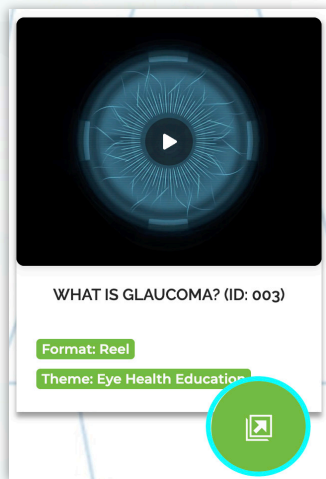 WHAT IS GLAUCOMA? (ID: 003)
Format: Reel
Theme: Eye Health Education